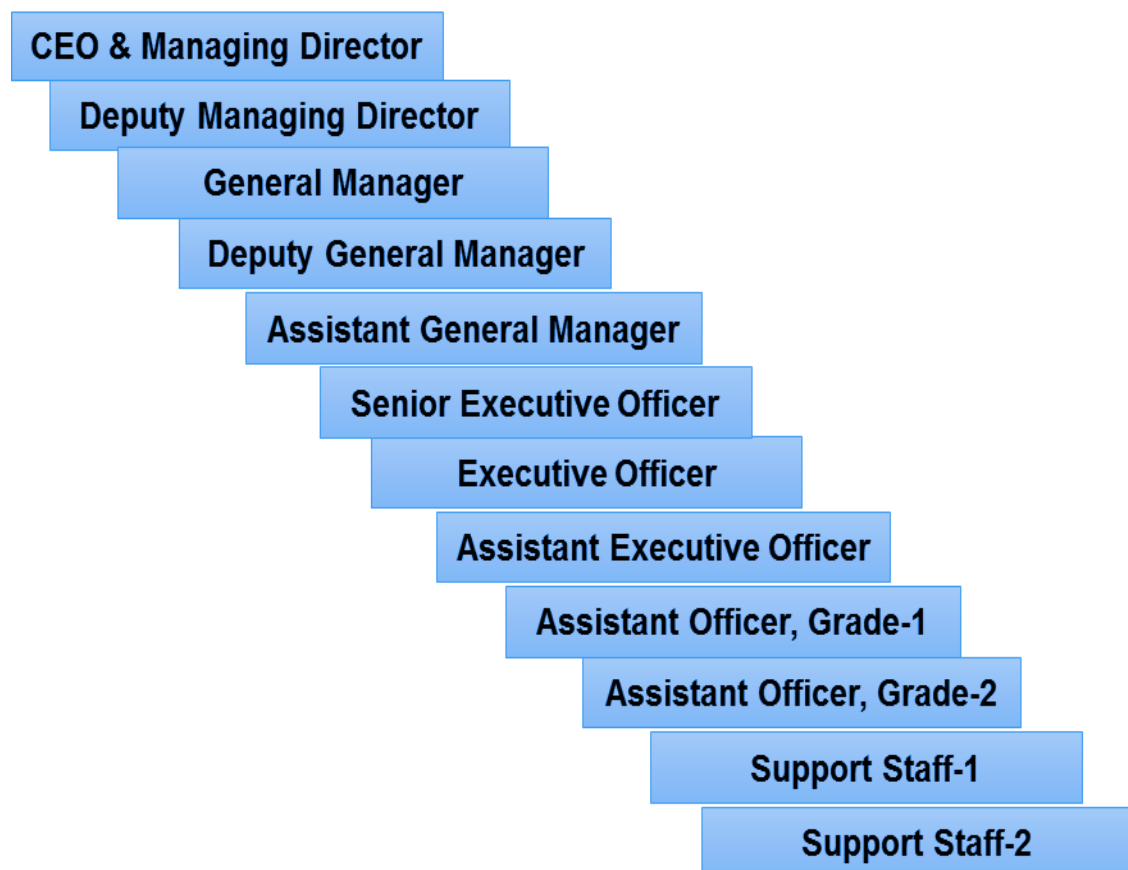 CEO & Managing Director
Deputy Managing Director
General Manager
Deputy General Manager
Assistant General Manager
Senior Executive Officer
Executive Officer
Assistant Executive Officer
Assistant Officer, Grade-1
Assistant Officer, Grade-2
Support Staff-1
Support Staff-2